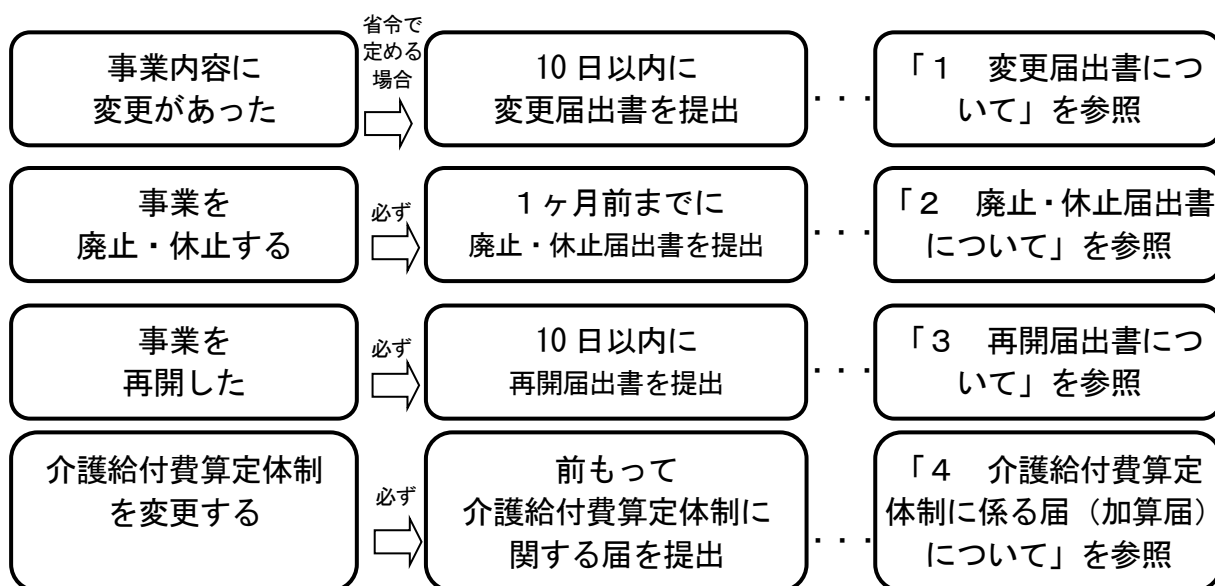 事業内容に
変更があった
省令で
定める
場合
10日以内に
変更届出書を提出
・・・
「１　変更届出書につ
いて」を参照
事業を
廃止・休止する
必ず
１ヶ月前までに
廃止・休止届出書を提出
・・・
「２　廃止・休止届出書
について」を参照
事業を
再開した
必ず
10日以内に
再開届出書を提出
・・・
「３　再開届出書につ
いて」を参照
介護給付費算定体制
を変更する
必ず
前もって
介護給付費算定体制に
関する届を提出
・・・
「４　介護給付費算定
体制に係る届（加算届）
について」を参照